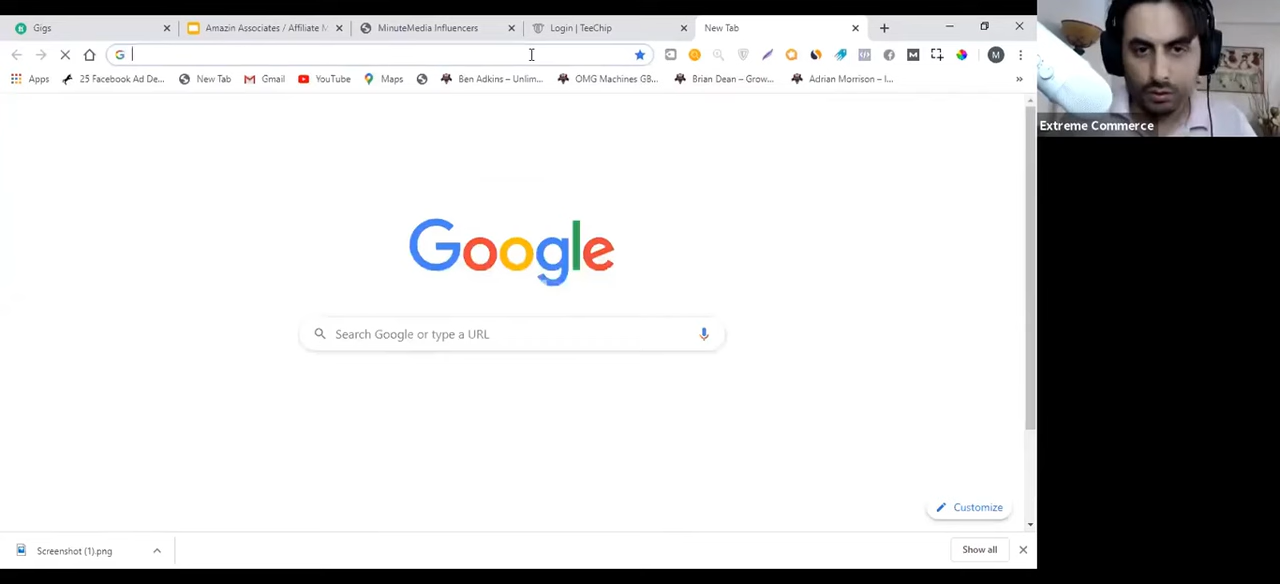 Gigs
Amazin Associates / Affiliate M
MinuteMedia Influencers
Login | TeeChip
New Tab
Apps
25 Facebook Ad De...
New Tab
Gmail
YouTube
Maps
Ben Adkins – Unlim...
OMG Machines GB...
Brian Dean – Grow...
Adrian Morrison – I...
»
M
Extreme Commerce
Google
Search Google or type a URL
Customize
Screenshot (1).png
Show all